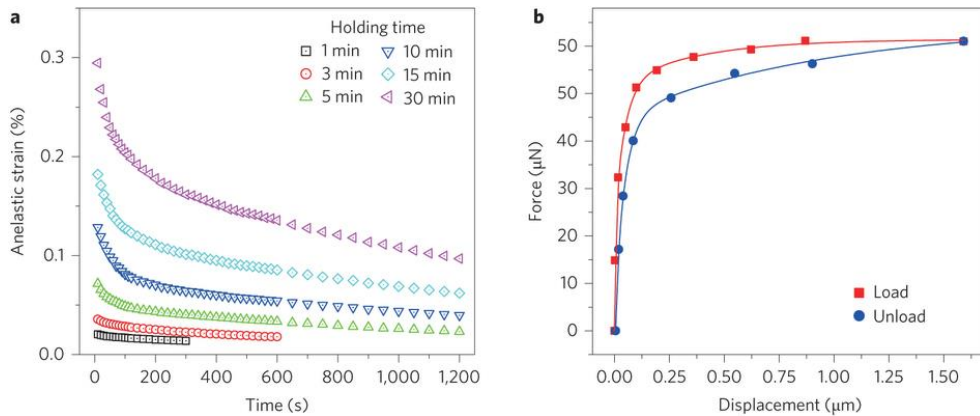 a
Holding time
1 min
3 min
5 min
10 min
15 min
30 min
Anelastic strain (%)
0.3
0.2
0.1
0.0
0
200
400
600
800
1,000
1,200
Time (s)
b
Force (μN)
50
50
40
30
20
10
0
Load
Unload
0.00
0.25
0.50
0.75
1.00
1.25
1.50
Displacement (μm)